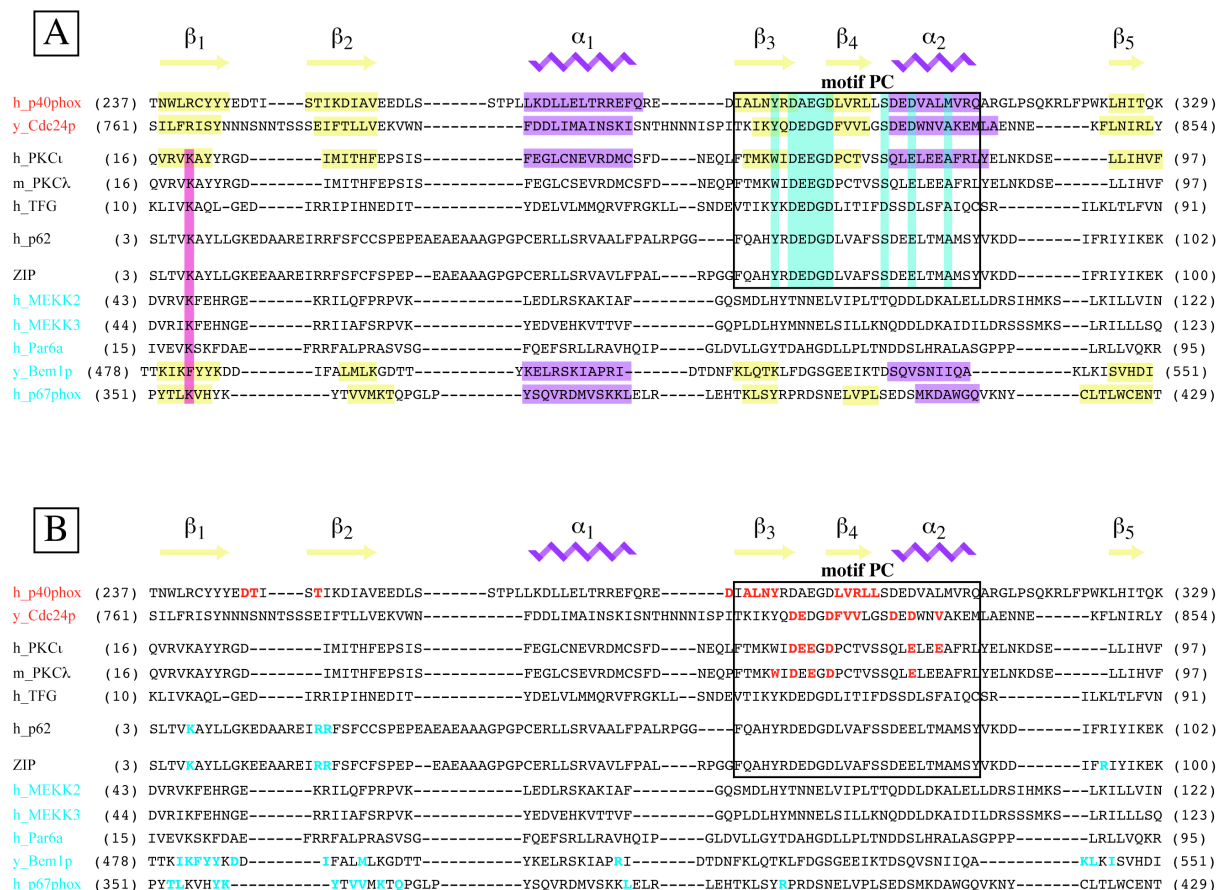 A
β1 β2 α1 β3 β4 α2 β5
motif PC
h_p40phox (237) TNWLRCYYYEDTI-----STIKDIAVEEDLS-------STPLLKDLLELTRREFQRE------DIALNYRDAEGDLVRLLSDEDVALMVRQARGLPSQKRLFPWKLHITQK (329)
y_Cdc24p (761) SILFRISYNNNSNNTSSSEIFTLLVEKVWN--------FDDLIMAINSKISNTHNNNISPITKIKYQDEDGDFVVLGSDEDWNVAKEMLAENNE------KFLNIRLY (854)
h_PKCι (16) QVRVKAYYRGD--------IMITHFEPSIS--------FEGLCNEVRDMCSFD----NEQLFTMKWIDEEGDPCTVSSQLELEEAFRLYELNKDSE------LLIHVF (97)
m_PKCλ (16) QVRVKAYYRGD--------IMITHFEPSIS--------FEGLCSEVRDMCSFD----NEQPFTMKWIDEEGDPCTVSSQLELEEAFRLYELNKDSE------LLIHVF (97)
h_TFG (10) KLIVKAQL-GED------IRRIPIHNEDIT--------YDELVLMMQRVFRGKLL---SNDEVTIKYKDEDGDLITIFDSSDLSFAIQCSR------ILKLTLFVN (91)
h_p62 (3) SLTVKAYLLGKEDAAREIRRFSFCCSPEPEAEAEAAAGPGPCERLLSRVAALFPALRPGG----FQAHYRDEDGDLVAFSSDEELTMAMSYVKDD------IFRIYIKEK (102)
ZIP (3) SLTVKAYLLGKEEAAREIRRFSFCFSPEP---EAEAAAGPGPCERLLSRVAVLFPAL------RPGGFQAHYRDEDGDLVAFSSDEELTMAMSYVKDD------IFRIYIKEK (100)
h_MEKK2 (43) DVRVKFEHRGE-------KRILQFPRPVK---------LEDLRSKAKIAF----------GQSMDLHYTNNELVIPLTTQDDLDKALELLDRSIHMKS---LKILLVIN (122)
h_MEKK3 (44) DVRIKFEHNGE-------RRIIAFSRPVK---------YEDVEHKVTTVF----------GQPLDLHYMNNELSILLKNQDDLDKAIDILDRSSSMKS---LRILLLSQ (123)
h_Par6a (15) IVEVKSKFDAE------FRRFALPRASVSG--------FQEFSRLLRAVHQIP------GLDVLLGYTDAHGDLLPLTNDDSLHRALASGPPP--------LRLLVQKR (95)
y_Bem1p (478) TTKIKFYYKDD-------IFALMLKGDTT--------YKELRSKIAPRI-------DTDNFKLQTKLFDGSGEEIKTDSQVSNIIQA-----------KLKISVHDI (551)
h_p67phox (351) PYTLKVHYK----------YTVVMKTQPGLP-------YSQVRDMVSKKLELR----LEHTKLSYRPRDSNELVPLSEDSMKDAWGQVKNY---------CLTLWCENT (429)
B
β1 β2 α1 β3 β4 α2 β5
motif PC
h_p40phox (237) TNWLRCYYYEDTI-----STIKDIAVEEDLS-------STPLLKDLLELTRREFQRE------DIALNYRDAEGDLVRLLSDEDVALMVRQARGLPSQKRLFPWKLHITQK (329)
y_Cdc24p (761) SILFRISYNNNSNNTSSSEIFTLLVEKVWN--------FDDLIMAINSKISNTHNNNISPITKIKYQDEDGDFVVLGSDEDWNVAKEMLAENNE------KFLNIRLY (854)
h_PKCι (16) QVRVKAYYRGD--------IMITHFEPSIS--------FEGLCNEVRDMCSFD----NEQLFTMKWIDEEGDPCTVSSQLELEEAFRLYELNKDSE------LLIHVF (97)
m_PKCλ (16) QVRVKAYYRGD--------IMITHFEPSIS--------FEGLCSEVRDMCSFD----NEQPFTMKWIDEEGDPCTVSSQLELEEAFRLYELNKDSE------LLIHVF (97)
h_TFG (10) KLIVKAQL-GED------IRRIPIHNEDIT--------YDELVLMMQRVFRGKLL---SNDEVTIKYKDEDGDLITIFDSSDLSFAIQCSR------ILKLTLFVN (91)
h_p62 (3) SLTVKAYLLGKEDAAREIRRFSFCCSPEPEAEAEAAAGPGPCERLLSRVAALFPALRPGG----FQAHYRDEDGDLVAFSSDEELTMAMSYVKDD------IFRIYIKEK (102)
ZIP (3) SLTVKAYLLGKEEAAREIRRFSFCFSPEP---EAEAAAGPGPCERLLSRVAVLFPAL------RPGGFQAHYRDEDGDLVAFSSDEELTMAMSYVKDD------IFRIYIKEK (100)
h_MEKK2 (43) DVRVKFEHRGE-------KRILQFPRPVK---------LEDLRSKAKIAF----------GQSMDLHYTNNELVIPLTTQDDLDKALELLDRSIHMKS---LKILLVIN (122)
h_MEKK3 (44) DVRIKFEHNGE-------RRIIAFSRPVK---------YEDVEHKVTTVF----------GQPLDLHYMNNELSILLKNQDDLDKAIDILDRSSSMKS---LRILLLSQ (123)
h_Par6a (15) IVEVKSKFDAE------FRRFALPRASVSG--------FQEFSRLLRAVHQIP------GLDVLLGYTDAHGDLLPLTNDDSLHRALASGPPP--------LRLLVQKR (95)
y_Bem1p (478) TTKIKFYYKDD-------IFALMLKGDTT--------YKELRSKIAPRI-------DTDNFKLQTKLFDGSGEEIKTDSQVSNIIQA-----------KLKISVHDI (551)
h_p67phox (351) PYTLKVHYK----------YTVVMKTQPGLP-------YSQVRDMVSKKLELR----LEHTKLSYRPRDSNELVPLSEDSMKDAWGQVKNY---------CLTLWCENT (429)